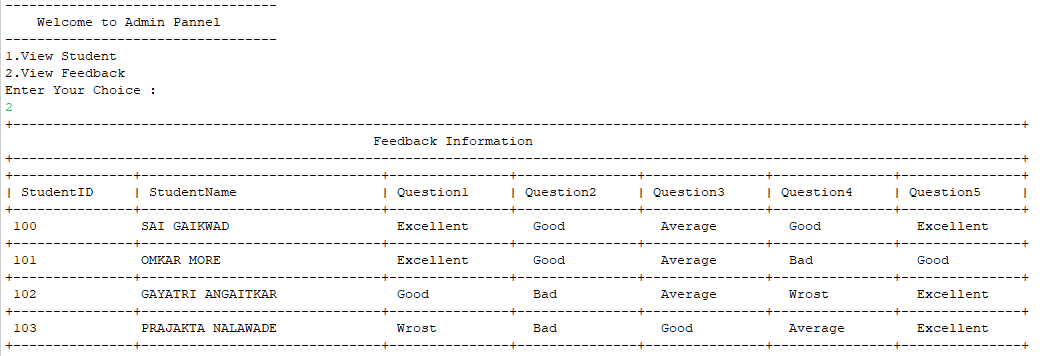 ----------------------------------
Welcome to Admin Pannel
----------------------------------
1.View Student
2.View Feedback
Enter Your Choice :
2
+-------------------------------------------------------------------------------------------------------------------------------+
Feedback Information
+-------------------------------------------------------------------------------------------------------------------------------+
+---------------+------------------------------+---------------+---------------+---------------+---------------+---------------+
| StudentID | StudentName | Question1 | Question2 | Question3 | Question4 | Question5 |
+---------------+------------------------------+---------------+---------------+---------------+---------------+---------------+
100 SAI GAIKWAD Excellent Good Average Good Excellent
+---------------+------------------------------+---------------+---------------+---------------+---------------+---------------+
101 OMKAR MORE Excellent Good Average Bad Good
+---------------+------------------------------+---------------+---------------+---------------+---------------+---------------+
102 GAYATRI ANGAITKAR Good Bad Average Wrost Excellent
+---------------+------------------------------+---------------+---------------+---------------+---------------+---------------+
103 PRAJAKTA NALAWADE Wrost Bad Good Average Excellent
+---------------+------------------------------+---------------+---------------+---------------+---------------+---------------+